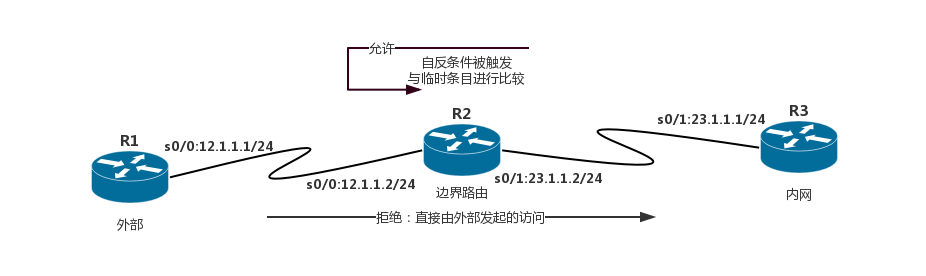 允许
自反条件被触发
与临时条目进行比较
R1
s0/0:12.1.1.1/24
外部
R2
s0/0:12.1.1.2/24
边界路由
s0/1:23.1.1.2/24
s0/1:23.1.1.1/24
R3
内网
拒绝：直接由外部发起的访问